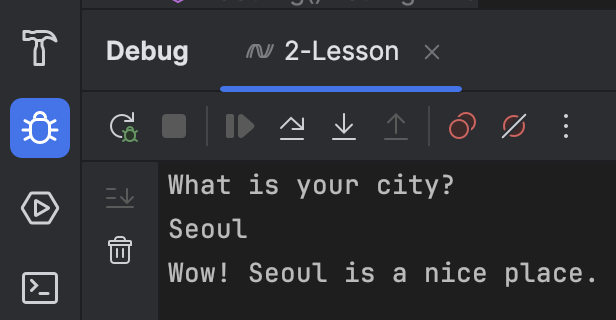 Debug
2-Lesson
What is your city?
Seoul
Wow! Seoul is a nice place.